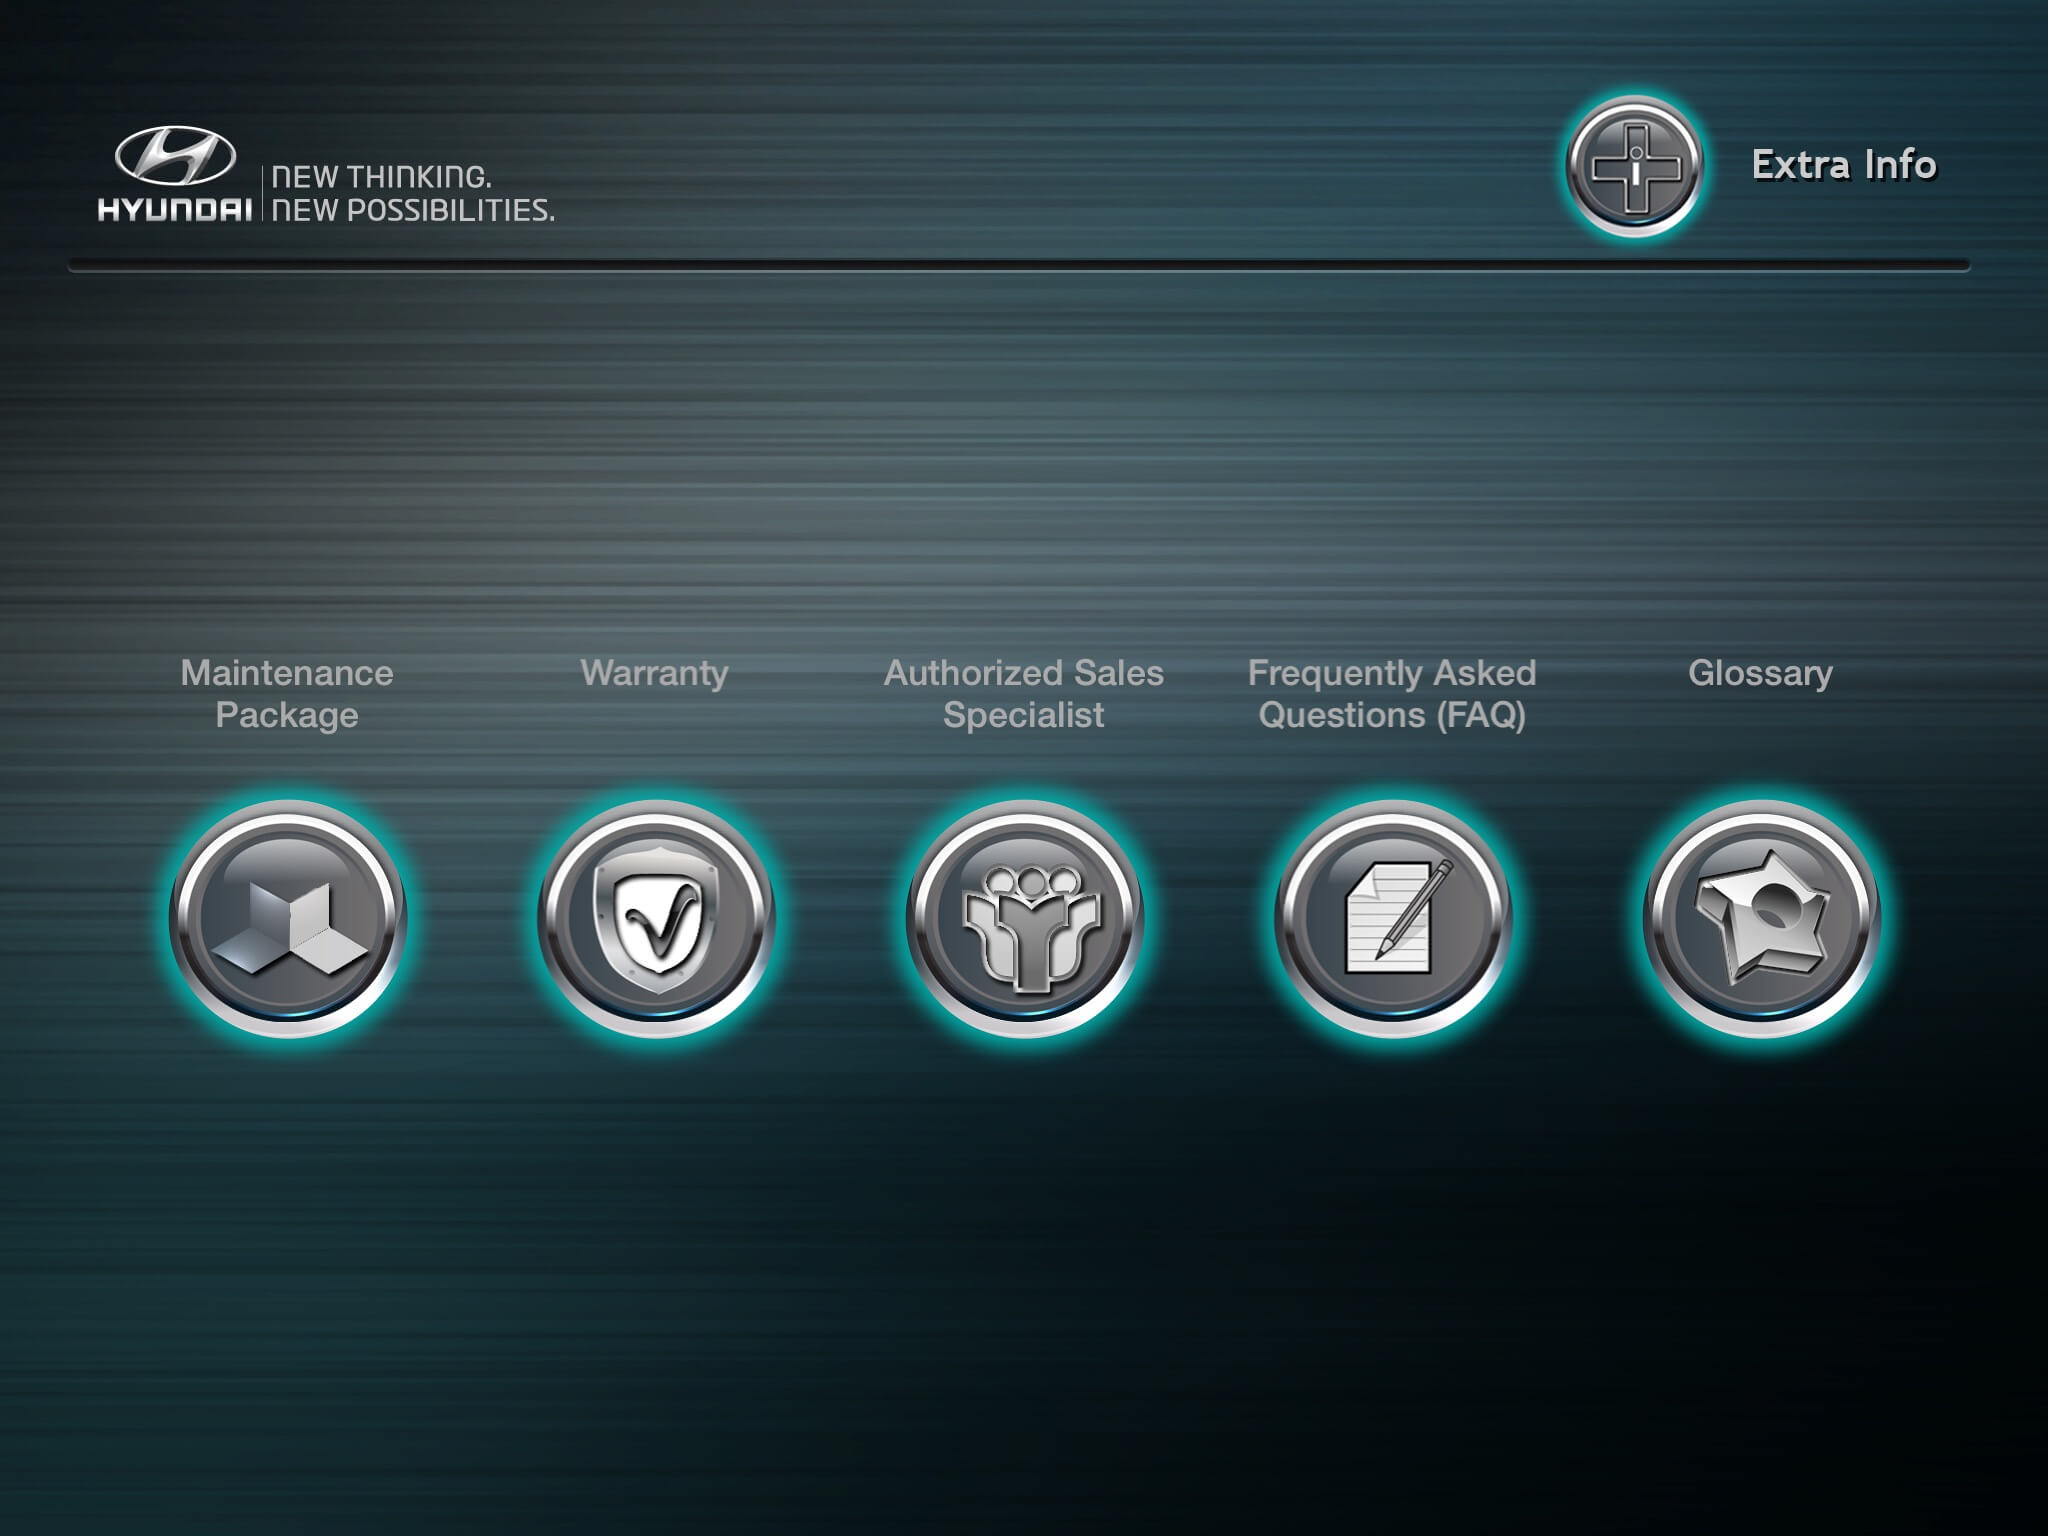 HYUNDAI
NEW THINKING.
NEW POSSIBILITIES.
Extra Info
Maintenance
Package
Warranty
Authorized Sales
Specialist
Frequently Asked
Questions (FAQ)
Glossary